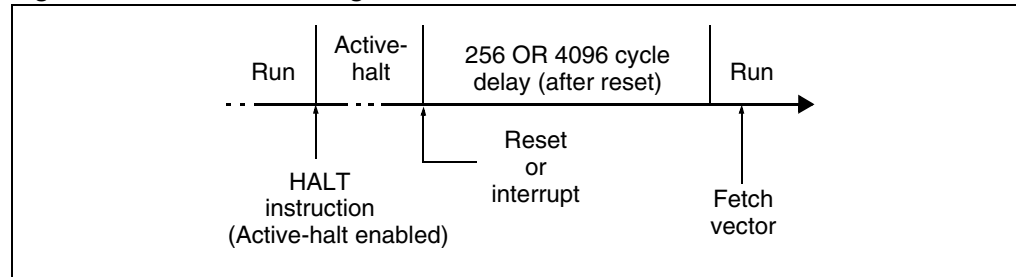 Run
Active-
halt
256 OR 4096 cycle
delay (after reset)
Run
HALT
instruction
(Active-halt enabled)
Reset
or
interrupt
Fetch
vector